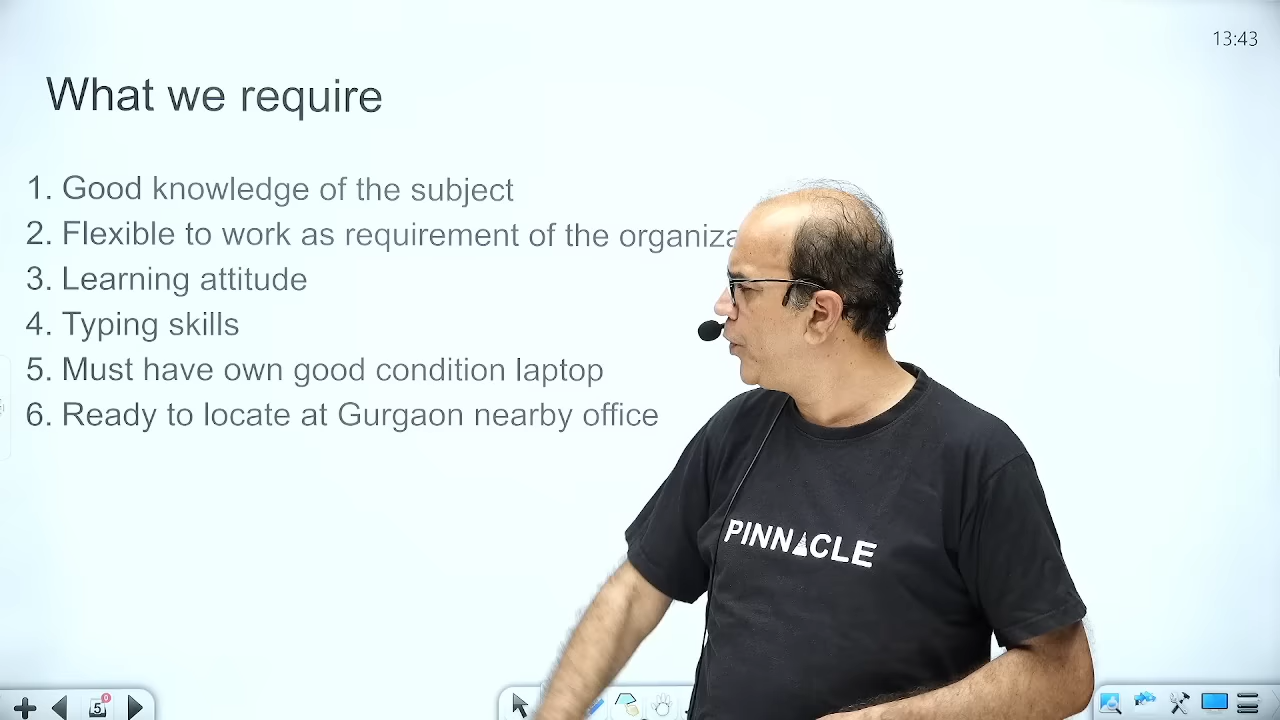 13:43
What we require
1. Good knowledge of the subject
2. Flexible to work as requirement of the
3. Learning attitude
4. Typing skills
5. Must have own good condition laptop
6. Ready to locate at Gurgaon nearby office
PINNACLE
5
0